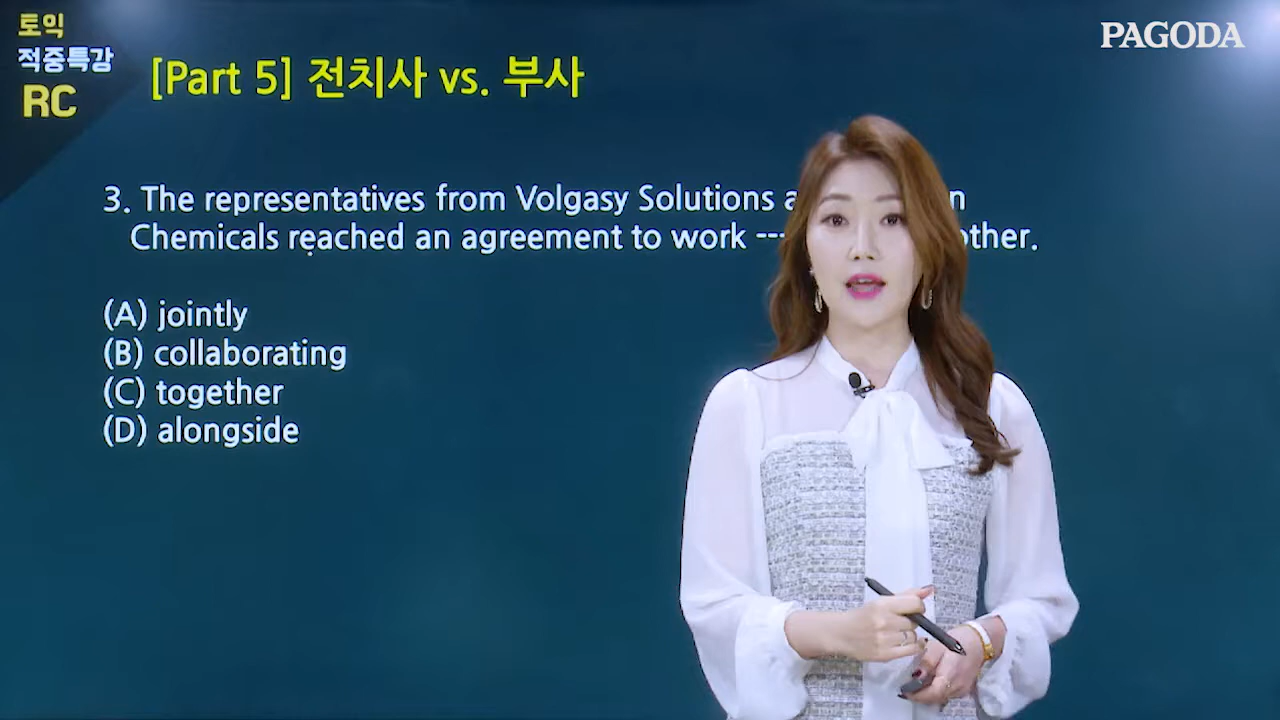 토익
적중특강
RC
PAGODA
[Part 5] 전치사 vs. 부사
3. The representatives from Volgasy Solutions
Chemicals reached an agreement to work ---
(A) jointly
(B) collaborating
(C) together
(D) alongside